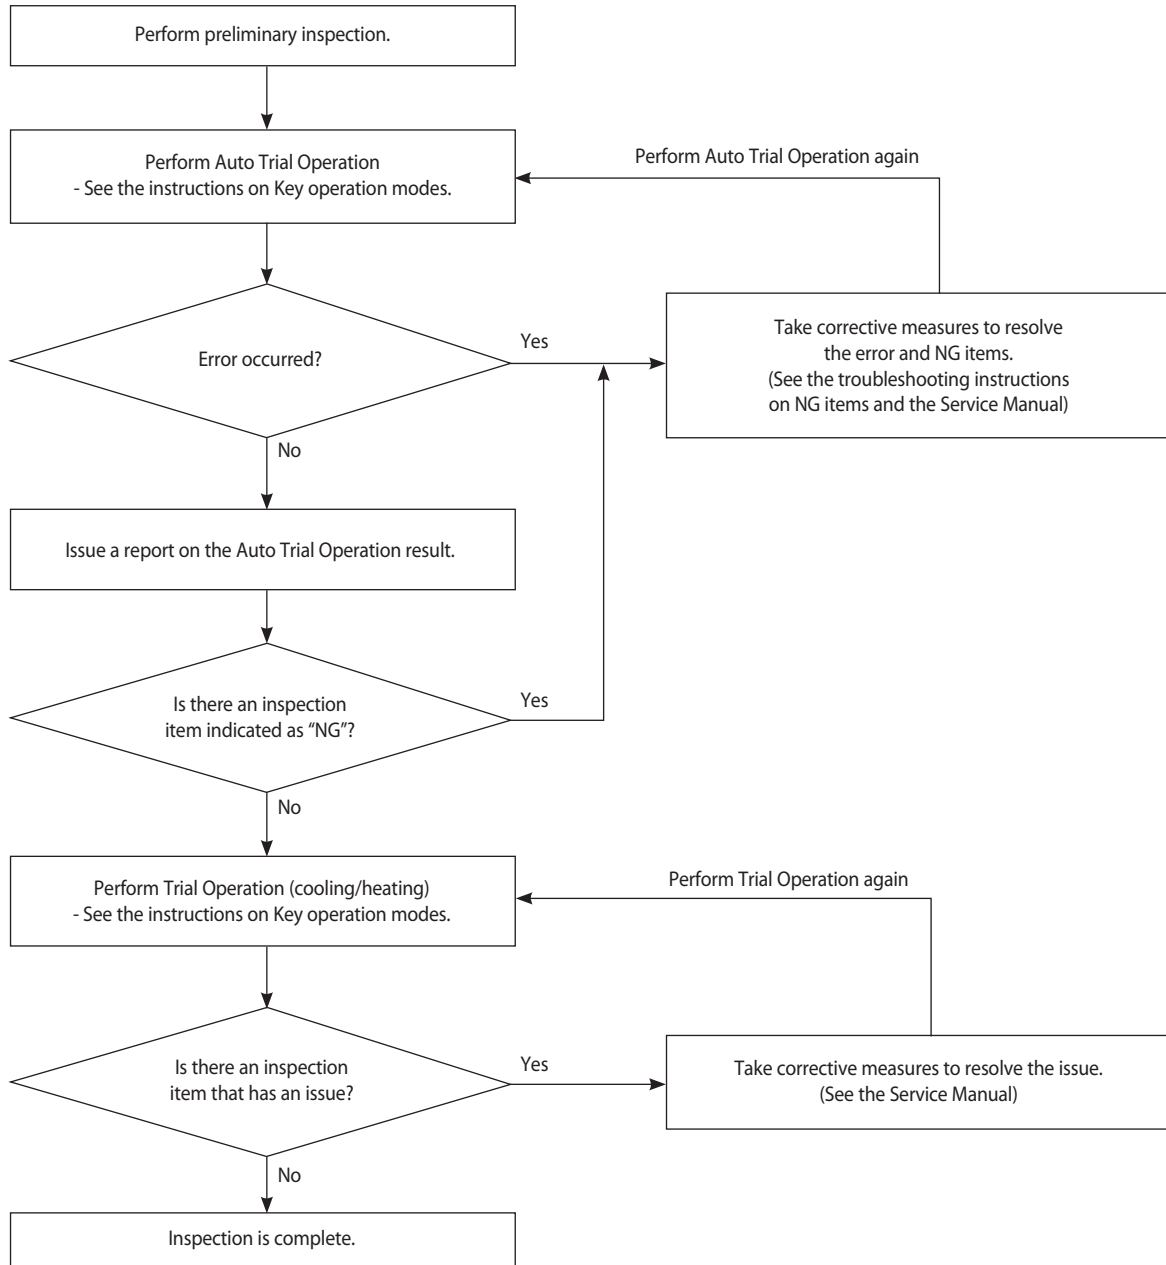 Perform preliminary inspection.
Perform Auto Trial Operation
- See the instructions on Key operation modes.
Perform Auto Trial Operation again
Error occurred?
Yes
Take corrective measures to resolve
the error and NG items.
(See the troubleshooting instructions
on NG items and the Service Manual)
No
Issue a report on the Auto Trial Operation result.
Is there an inspection
item indicated as “NG”?
Yes
No
Perform Trial Operation (cooling/heating)
- See the instructions on Key operation modes.
Perform Trial Operation again
Is there an inspection
item that has an issue?
Yes
Take corrective measures to resolve the issue.
(See the Service Manual)
No
Inspection is complete.